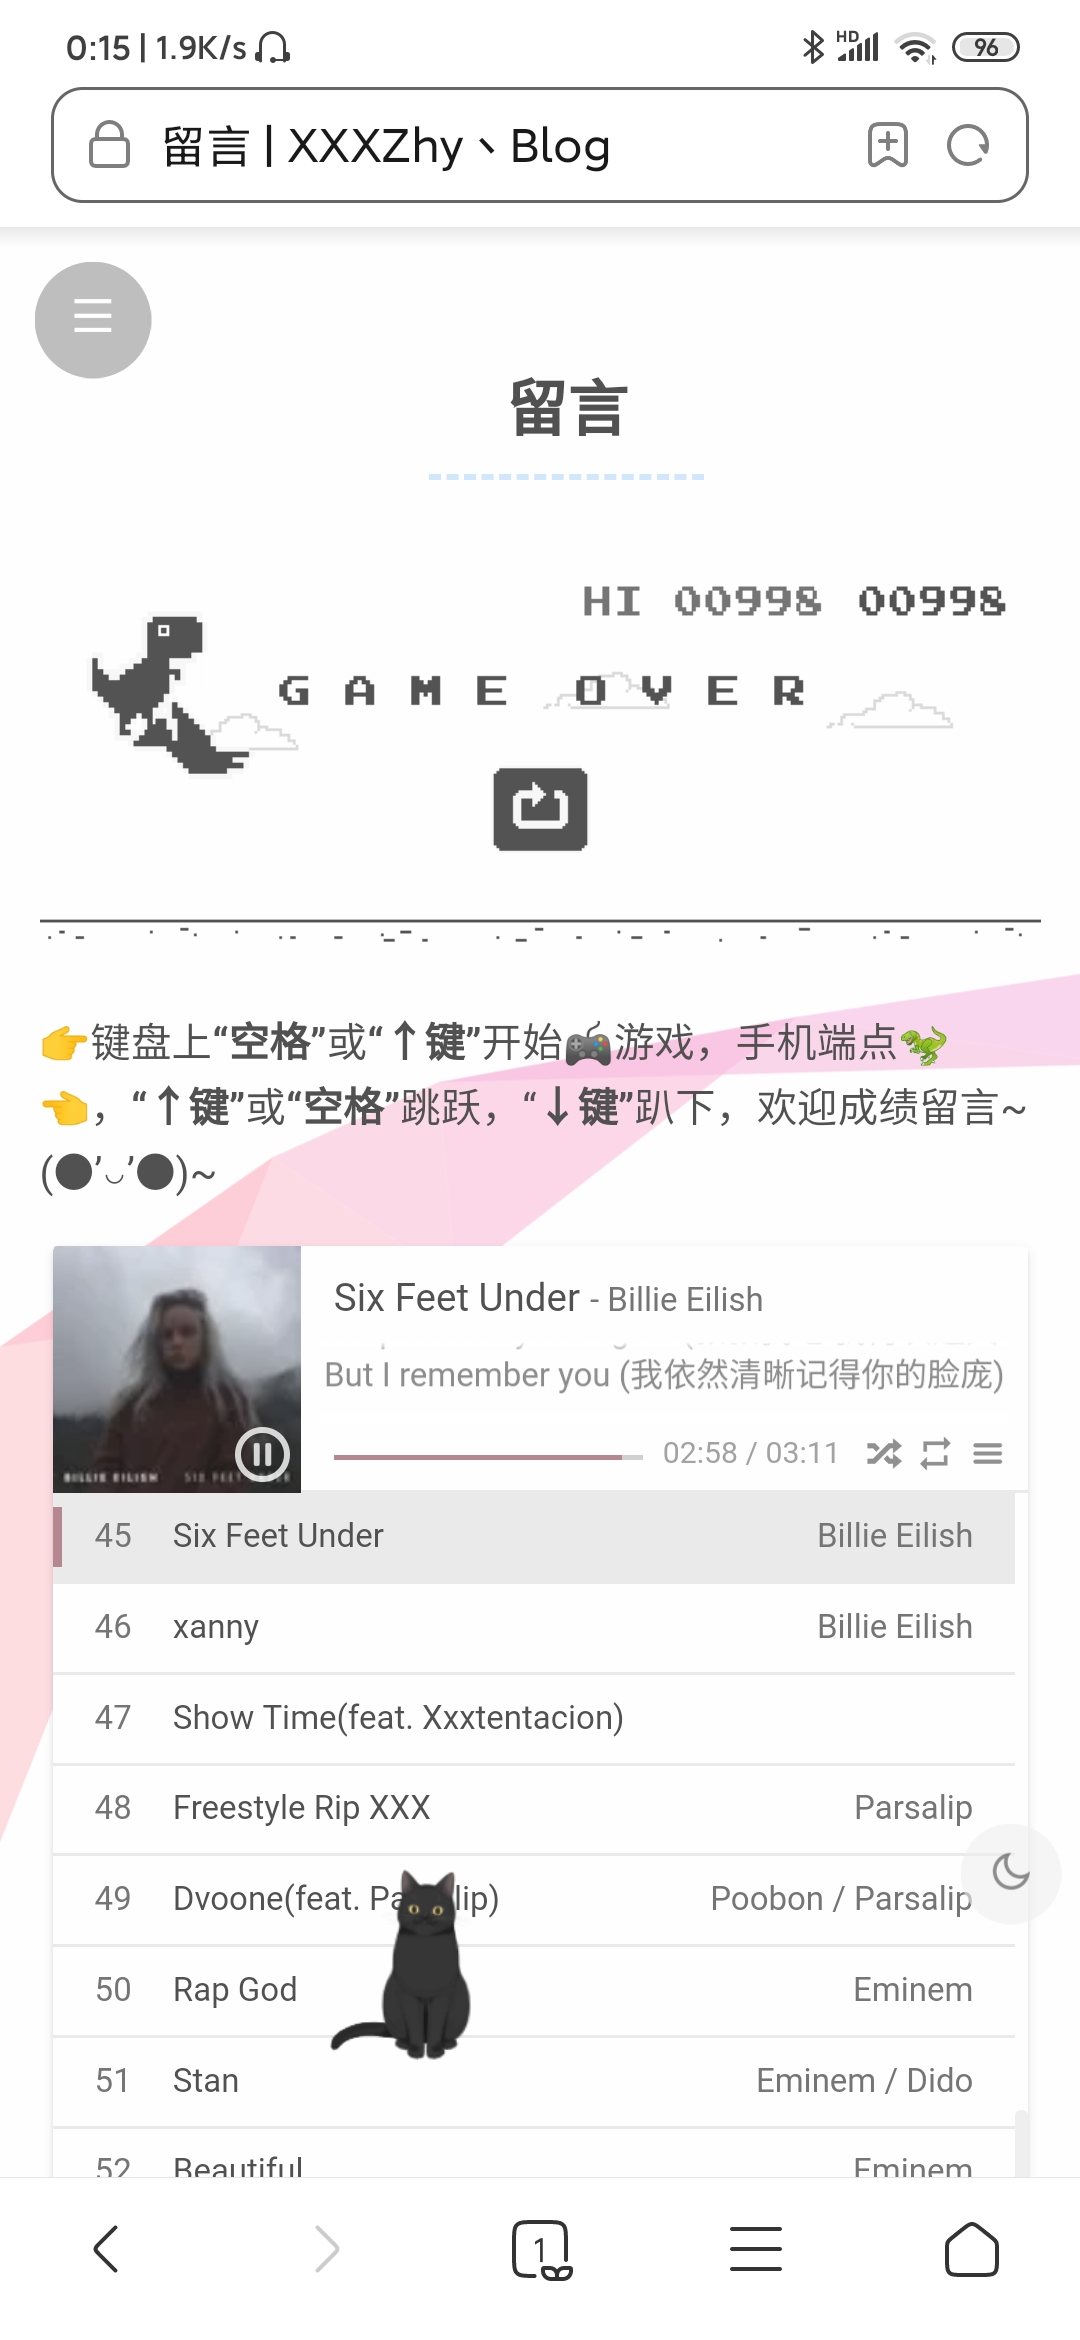 0:15 | 1.9K/s
HD
96
留言 | XXXZhy丶Blog
留言
HI 00998 00998
GAME OVER
👉键盘上“空格”或“↑键”开始🎮游戏，手机端点🦖
👈，“↑键”或“空格”跳跃，“↓键”趴下，欢迎成绩留言~
(●’◡’●)~
Six Feet Under - Billie Eilish
But I remember you (我依然清晰记得你的脸庞)
BILLIE EILISH
02:58 / 03:11
45 Six Feet Under Billie Eilish
46 xanny Billie Eilish
47 Show Time(feat. Xxxtentacion)
48 Freestyle Rip XXX Parsalip
49 Dvoone(feat. Pa lip) Poobon / Parsalip
50 Rap God Eminem
51 Stan Eminem / Dido
52 Beautiful Eminem
1